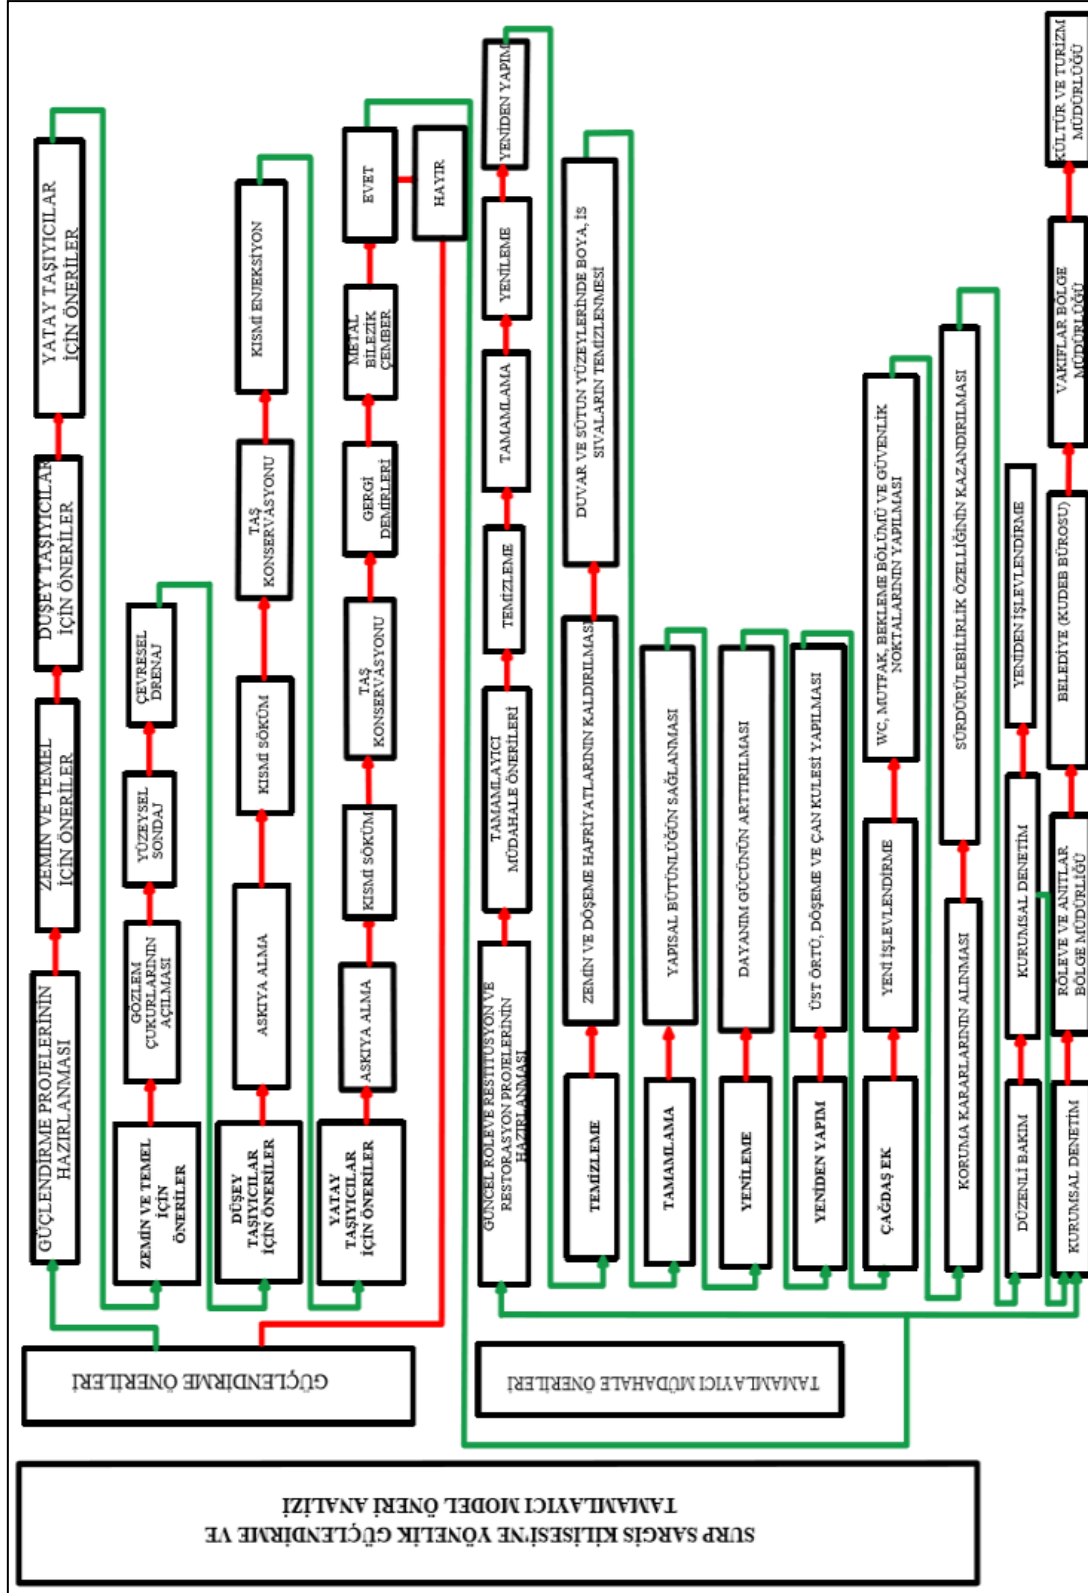 SURP SARGİS KİLİSESİ'NE YÖNELİK GÜÇLENDİRME VE
TAMAMLAYICI MODEL ÖNERİ ANALİZİ
GÜÇLENDİRME ÖNERİLERİ
GÜÇLENDİRME PROJELERİNİN
HAZIRLANMASI
ZEMİN VE TEMEL
İÇİN ÖNERİLER
DÜŞEY TAŞIYICILAR
İÇİN ÖNERİLER
YATAY TAŞIYICILAR
İÇİN ÖNERİLER
ZEMİN VE TEMEL
İÇİN
ÖNERİLER
GÖZLEM
ÇUKURLARININ
AÇILMASI
YÜZEYSEL
SONDAJ
ÇEVRESEL
DRENAJ
DÜŞEY
TAŞIYICILAR
İÇİN ÖNERİLER
ASKIYA ALMA
KISMİ SÖKÜM
TAŞ
KONSERVASYONU
KISMİ ENJEKSİYON
YATAY
TAŞIYICILAR
İÇİN ÖNERİLER
ASKIYA ALMA
KISMİ SÖKÜM
TAŞ
KONSERVASYONU
GERGİ
DEMİRLERİ
METAL
BİLEZİK
ÇEMBER
EVET
HAYIR
TAMAMLAYICI MÜDAHALE ÖNERİLERİ
GÜNCEL RÖLEVE RESTİTÜSYON VE
RESTORASYON PROJELERİNİN
HAZIRLANMASI
TAMAMLAYICI
MÜDAHALE ÖNERİLERİ
TEMİZLEME
TAMAMLAMA
YENİLEME
YENİDEN YAPIM
TEMİZLEME
ZEMİN VE DÖŞEME HAFRİYATLARININ KALDIRILMASI
DUVAR VE SÜTUN YÜZEYLERİNDE BOYA, İS
SIVALARIN TEMİZLENMESİ
TAMAMLAMA
YAPISAL BÜTÜNLÜĞÜN SAĞLANMASI
YENİLEME
DAYANIM GÜCÜNÜN ARTTIRILMASI
YENİDEN YAPIM
ÜST ÖRTÜ, DÖŞEME VE ÇAN KULESİ YAPILMASI
ÇAĞDAŞ EK
YENİ İŞLEVLENDİRME
WC, MUTFAK, BEKLEME BÖLÜMÜ VE GÜVENLİK
NOKTALARININ YAPILMASI
KORUMA KARARLARININ ALINMASI
SÜRDÜRÜLEBİLİRLİK ÖZELLİĞİNİN KAZANDIRILMASI
DÜZENLİ BAKIM
KURUMSAL DENETİM
YENİDEN İŞLEVLENDİRME
KURUMSAL DENETİM
RÖLEVE VE ANITLAR
BÖLGE MÜDÜRLİĞÜ
BELEDİYE (KUDEB BÜROSU)
VAKIFLAR BÖLGE
MÜDÜRLÜĞÜ
KÜLTÜR VE TURİZM
MÜDÜRLÜĞÜ